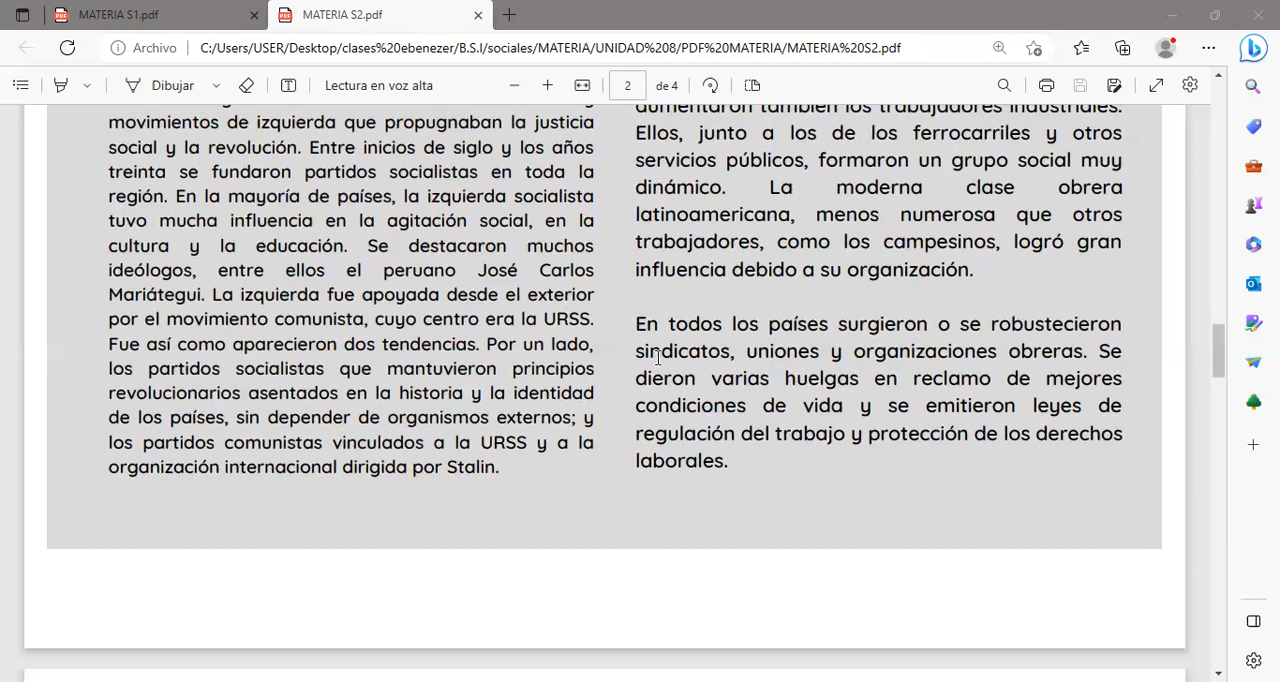 MATERIA S1.pdf
MATERIA S2.pdf
Archivo
C:/Users/USER/Desktop/clases%20ebenezer/B.S.I/sociales/MATERIA/UNIDAD%208/PDF%20MATERIA/MATERIA%20S2.pdf
Dibujar
Lectura en voz alta
2
de 4
movimientos de izquierda que propugnaban la justicia
social y la revolución. Entre inicios de siglo y los años
treinta se fundaron partidos socialistas en toda la
región. En la mayoría de países, la izquierda socialista
tuvo mucha influencia en la agitación social, en la
cultura y la educación. Se destacaron muchos
ideólogos, entre ellos el peruano José Carlos
Mariátegui. La izquierda fue apoyada desde el exterior
por el movimiento comunista, cuyo centro era la URSS.
Fue así como aparecieron dos tendencias. Por un lado,
los partidos socialistas que mantuvieron principios
revolucionarios asentados en la historia y la identidad
de los países, sin depender de organismos externos; y
los partidos comunistas vinculados a la URSS y a la
organización internacional dirigida por Stalin.
aumentaron también los trabajadores industriales.
Ellos, junto a los de los ferrocarriles y otros
servicios públicos, formaron un grupo social muy
dinámico. La moderna clase obrera
latinoamericana, menos numerosa que otros
trabajadores, como los campesinos, logró gran
influencia debido a su organización.
En todos los países surgieron o se robustecieron
sindicatos, uniones y organizaciones obreras. Se
dieron varias huelgas en reclamo de mejores
condiciones de vida y se emitieron leyes de
regulación del trabajo y protección de los derechos
laborales.